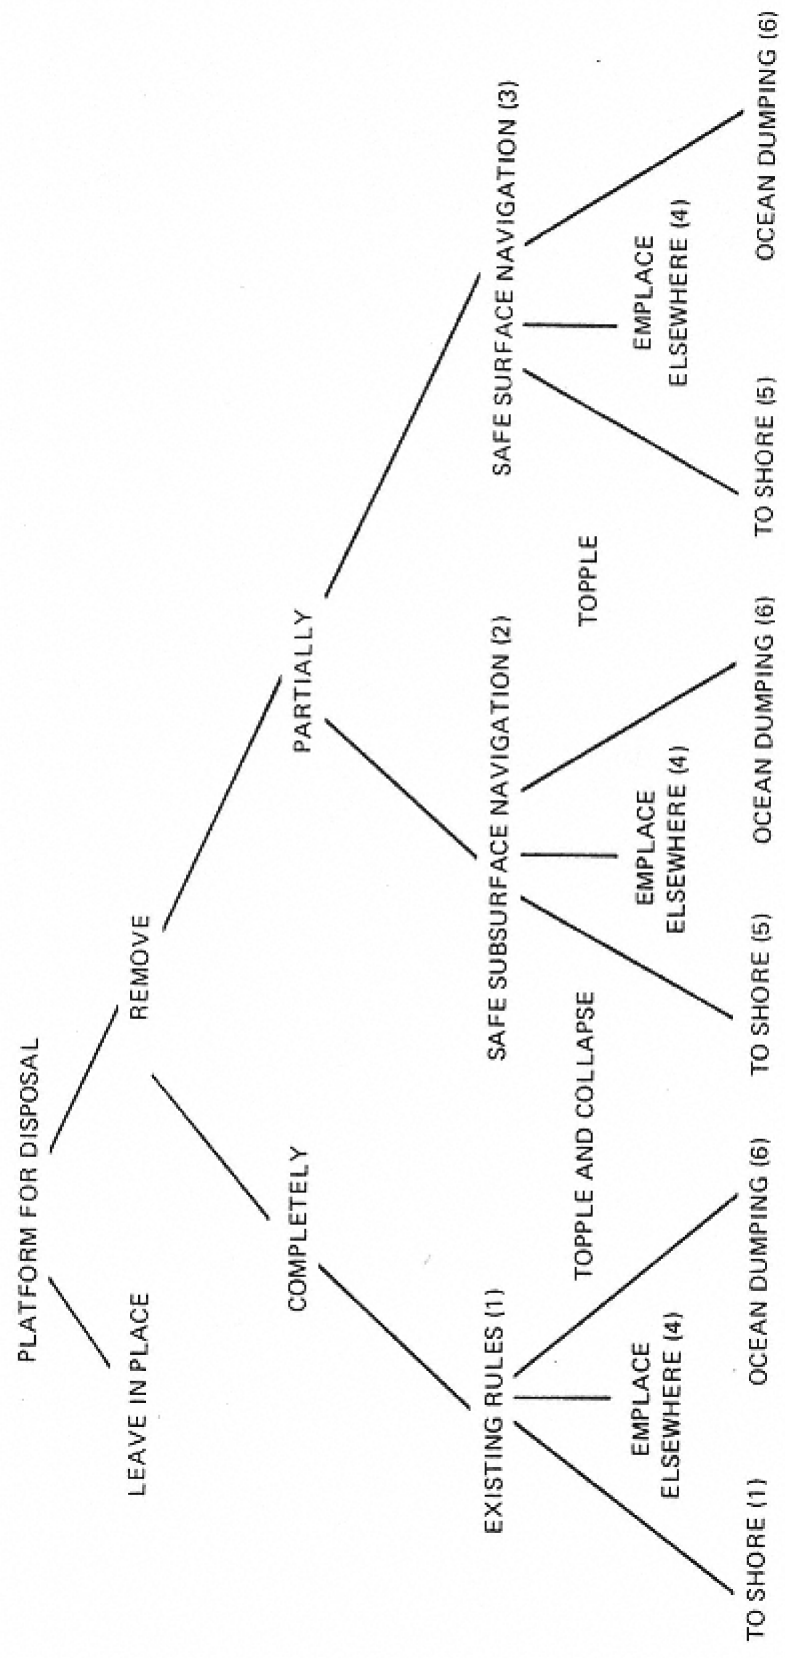 PLATFORM FOR DISPOSAL
LEAVE IN PLACE
REMOVE
COMPLETELY
PARTIALLY
EXISTING RULES (1)
SAFE SUBSURFACE NAVIGATION (2)
SAFE SURFACE NAVIGATION (3)
TOPPLE AND COLLAPSE
TOPPLE
EMPLACE
ELSEWHERE (4)
EMPLACE
ELSEWHERE (4)
EMPLACE
ELSEWHERE (4)
TO SHORE (1)
OCEAN DUMPING (6)
TO SHORE (5)
OCEAN DUMPING (6)
TO SHORE (5)
OCEAN DUMPING (6)